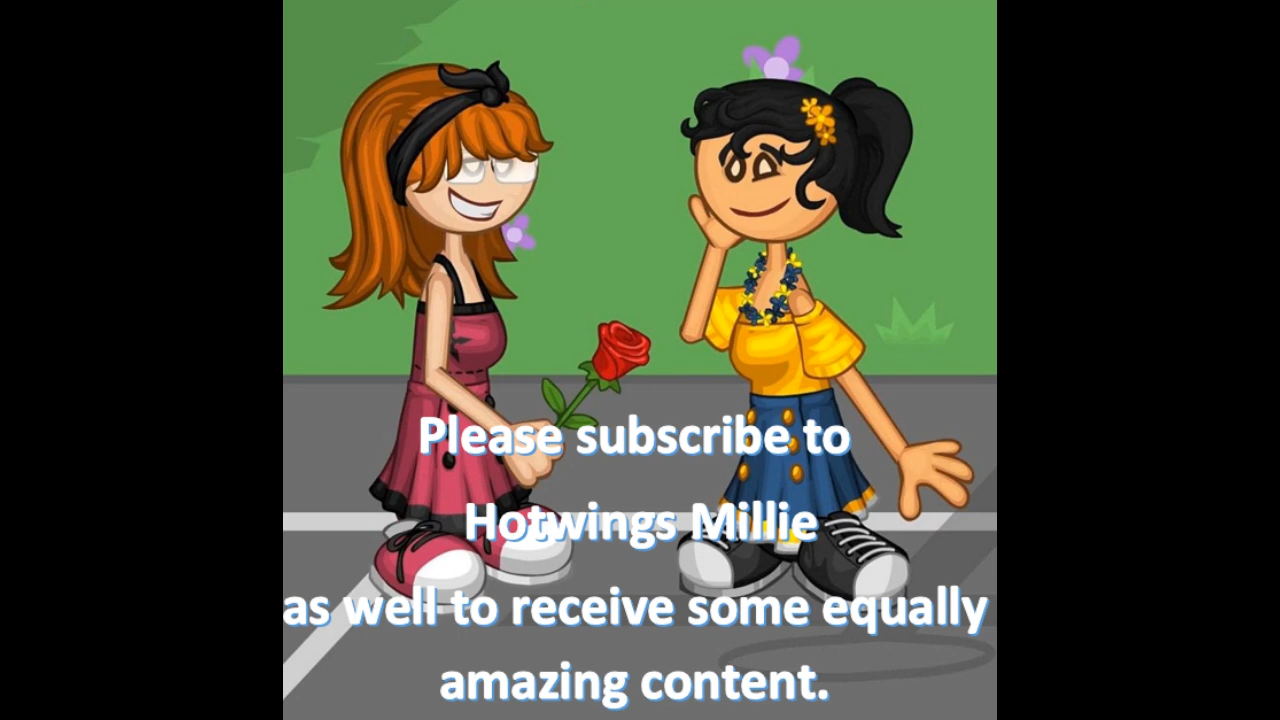 Please subscribe to
Hotwings Millie
as well to receive some equally
amazing content.